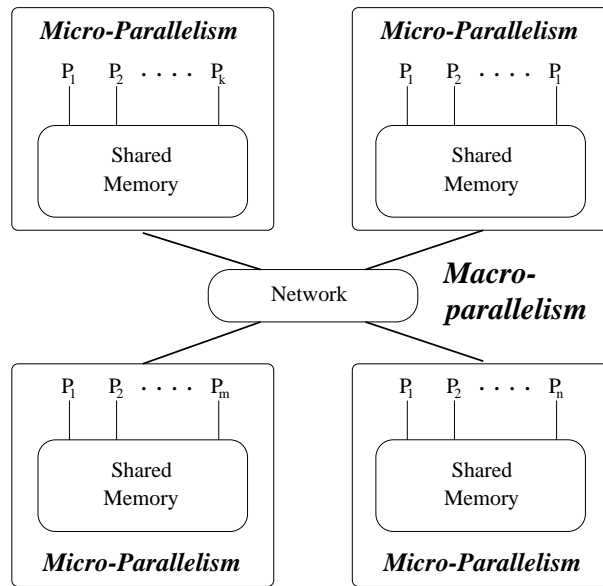 Micro-Parallelism
P1 P2 . . . . Pk
Shared
Memory
Micro-Parallelism
P1 P2 . . . . Pl
Shared
Memory
Network
Macro-
parallelism
P1 P2 . . . . Pm
Shared
Memory
Micro-Parallelism
P1 P2 . . . . Pn
Shared
Memory
Micro-Parallelism